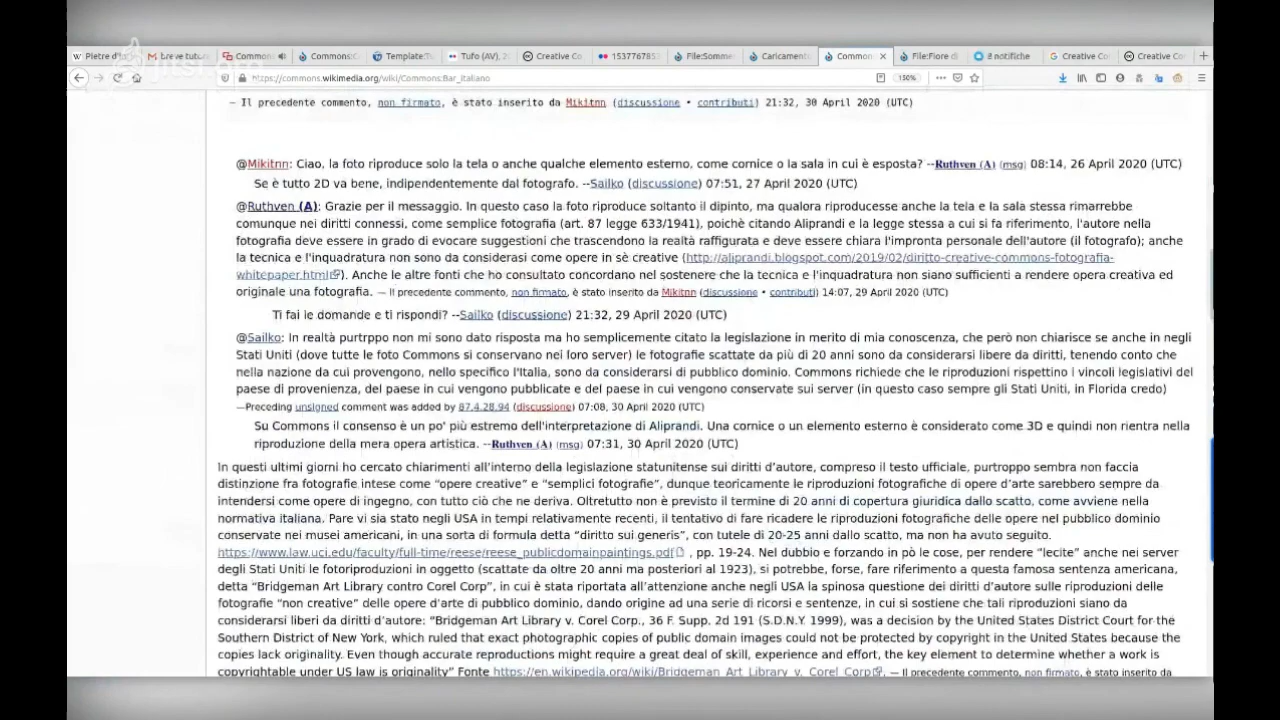 Pietre d'
breve tutor
Commons
Commons:C
Template:Tu
Tufo (AV), 2
Creative Co
1537767853
File:Somme
Caricament
Common
File:Fiore di
6 notifiche
Creative Co
Creative Co
jitsi.org
https://commons.wikimedia.org/wiki/Commons:Bar_italiano
150%
— Il precedente commento, non firmato, è stato inserito da Mikitnn (discussione • contributi) 21:32, 30 April 2020 (UTC)
@Mikitnn: Ciao, la foto riproduce solo la tela o anche qualche elemento esterno, come cornice o la sala in cui è esposta? --Ruthven (A) (msg) 08:14, 26 April 2020 (UTC)
Se è tutto 2D va bene, indipendentemente dal fotografo. --Sailko (discussione) 07:51, 27 April 2020 (UTC)
@Ruthven (A): Grazie per il messaggio. In questo caso la foto riproduce soltanto il dipinto, ma qualora riproducesse anche la tela e la sala stessa rimarrebbe
comunque nei diritti connessi, come semplice fotografia (art. 87 legge 633/1941), poichè citando Aliprandi e la legge stessa a cui si fa riferimento, l'autore nella
fotografia deve essere in grado di evocare suggestioni che trascendono la realtà raffigurata e deve essere chiara l'impronta personale dell'autore (il fotografo); anche
la tecnica e l'inquadratura non sono da considerasi come opere in sè creative (http://aliprandi.blogspot.com/2019/02/diritto-creative-commons-fotografia-
whitepaper.html). Anche le altre fonti che ho consultato concordano nel sostenere che la tecnica e l'inquadratura non siano sufficienti a rendere opera creativa ed
originale una fotografia. — Il precedente commento, non firmato, è stato inserito da Mikitnn (discussione • contributi) 14:07, 29 April 2020 (UTC)
Ti fai le domande e ti rispondi? --Sailko (discussione) 21:32, 29 April 2020 (UTC)
@Sailko: In realtà purtrppo non mi sono dato risposta ma ho semplicemente citato la legislazione in merito di mia conoscenza, che però non chiarisce se anche in negli
Stati Uniti (dove tutte le foto Commons si conservano nei loro server) le fotografie scattate da più di 20 anni sono da considerarsi libere da diritti, tenendo conto che
nella nazione da cui provengono, nello specifico l'Italia, sono da considerarsi di pubblico dominio. Commons richiede che le riproduzioni rispettino i vincoli legislativi del
paese di provenienza, del paese in cui vengono pubblicate e del paese in cui vengono conservate sui server (in questo caso sempre gli Stati Uniti, in Florida credo)
—Preceding unsigned comment was added by 87.4.28.94 (discussione) 07:08, 30 April 2020 (UTC)
Su Commons il consenso è un po' più estremo dell'interpretazione di Aliprandi. Una cornice o un elemento esterno è considerato come 3D e quindi non rientra nella
riproduzione della mera opera artistica. --Ruthven (A) (msg) 07:31, 30 April 2020 (UTC)
In questi ultimi giorni ho cercato chiarimenti all'interno della legislazione statunitense sui diritti d'autore, compreso il testo ufficiale, purtroppo sembra non faccia
distinzione fra fotografie intese come “opere creative” e “semplici fotografie”, dunque teoricamente le riproduzioni fotografiche di opere d'arte sarebbero sempre da
intendersi come opere di ingegno, con tutto ciò che ne deriva. Oltretutto non è previsto il termine di 20 anni di copertura giuridica dallo scatto, come avviene nella
normativa italiana. Pare vi sia stato negli USA in tempi relativamente recenti, il tentativo di fare ricadere le riproduzioni fotografiche delle opere nel pubblico dominio
conservate nei musei americani, in una sorta di formula detta “diritto sui generis”, con tutele di 20-25 anni dallo scatto, ma non ha avuto seguito.
https://www.law.uci.edu/faculty/full-time/reese/reese_publicdomainpaintings.pdf , pp. 19-24. Nel dubbio e forzando in pò le cose, per rendere “lecite” anche nei server
degli Stati Uniti le fotoriproduzioni in oggetto (scattate da oltre 20 anni ma posteriori al 1923), si potrebbe, forse, fare riferimento a questa famosa sentenza americana,
detta “Bridgeman Art Library contro Corel Corp”, in cui è stata riportata all'attenzione anche negli USA la spinosa questione dei diritti d'autore sulle riproduzioni delle
fotografie “non creative” delle opere d'arte di pubblico dominio, dando origine ad una serie di ricorsi e sentenze, in cui si sostiene che tali riproduzioni siano da
considerarsi liberi da diritti d'autore: “Bridgeman Art Library v. Corel Corp., 36 F. Supp. 2d 191 (S.D.N.Y. 1999), was a decision by the United States District Court for the
Southern District of New York, which ruled that exact photographic copies of public domain images could not be protected by copyright in the United States because the
copies lack originality. Even though accurate reproductions might require a great deal of skill, experience and effort, the key element to determine whether a work is
copyrightable under US law is originality” Fonte https://en.wikipedia.org/wiki/Bridgeman_Art_Library_v._Corel_Corp. — Il precedente commento, non firmato, è stato inserito da